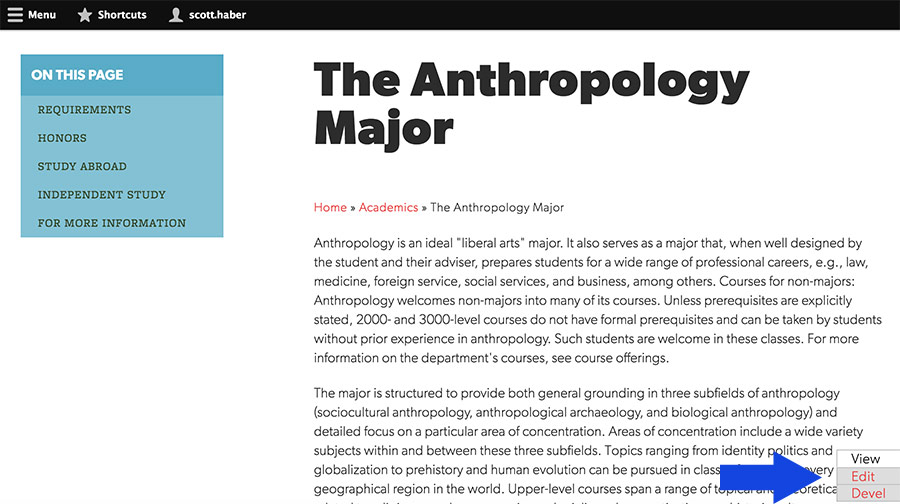 Menu Shortcuts scott.haber
ON THIS PAGE
REQUIREMENTS
HONORS
STUDY ABROAD
INDEPENDENT STUDY
FOR MORE INFORMATION
The Anthropology
Major
Home » Academics » The Anthropology Major
Anthropology is an ideal "liberal arts" major. It also serves as a major that, when well designed by
the student and their adviser, prepares students for a wide range of professional careers, e.g., law,
medicine, foreign service, social services, and business, among others. Courses for non-majors:
Anthropology welcomes non-majors into many of its courses. Unless prerequisites are explicitly
stated, 2000- and 3000-level courses do not have formal prerequisites and can be taken by students
without prior experience in anthropology. Such students are welcome in these classes. For more
information on the department's courses, see course offerings.
The major is structured to provide both general grounding in three subfields of anthropology
(sociocultural anthropology, anthropological archaeology, and biological anthropology) and
detailed focus on a particular area of concentration. Areas of concentration include a wide variety
subjects within and between these three subfields. Topics ranging from identity politics and
globalization to prehistory and human evolution can be pursued in every
geographical region in the world. Upper-level courses span a range of
View
Edit
Devel